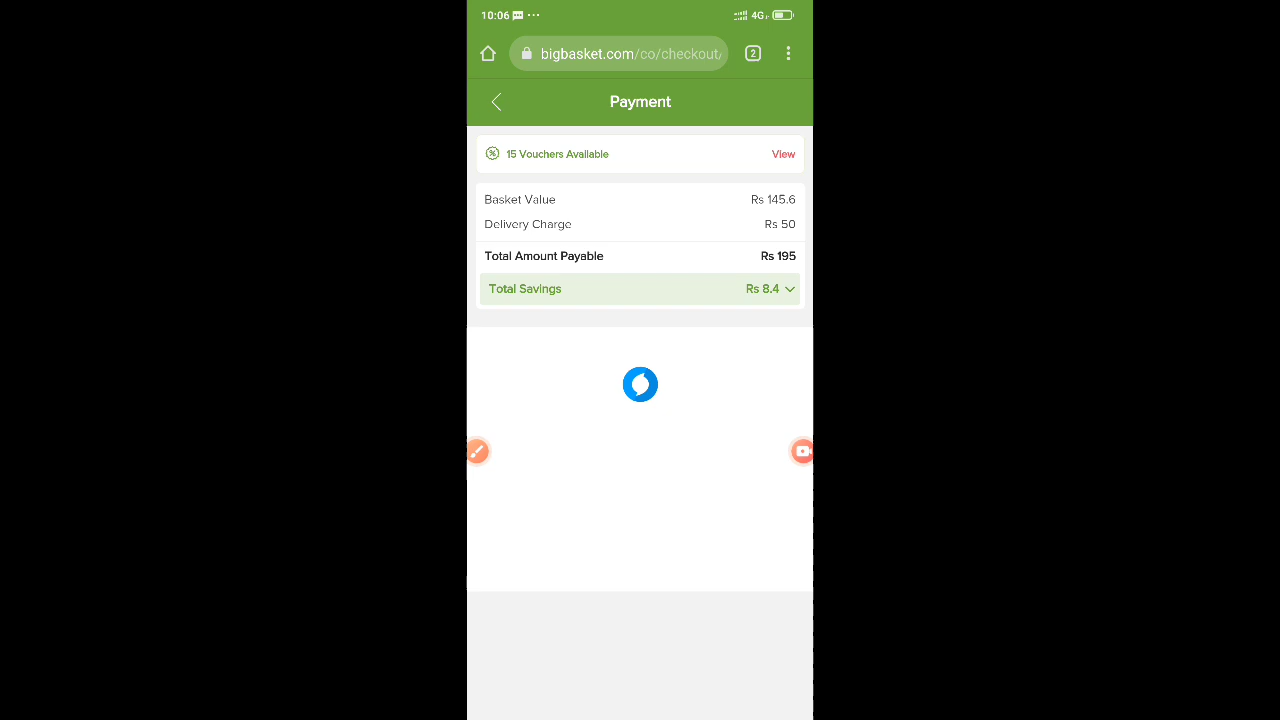 10:06 ... 4G
bigbasket.com/co/checkout/ 2
Payment
15 Vouchers Available View
Basket Value Rs 145.6
Delivery Charge Rs 50
Total Amount Payable Rs 195
Total Savings Rs 8.4